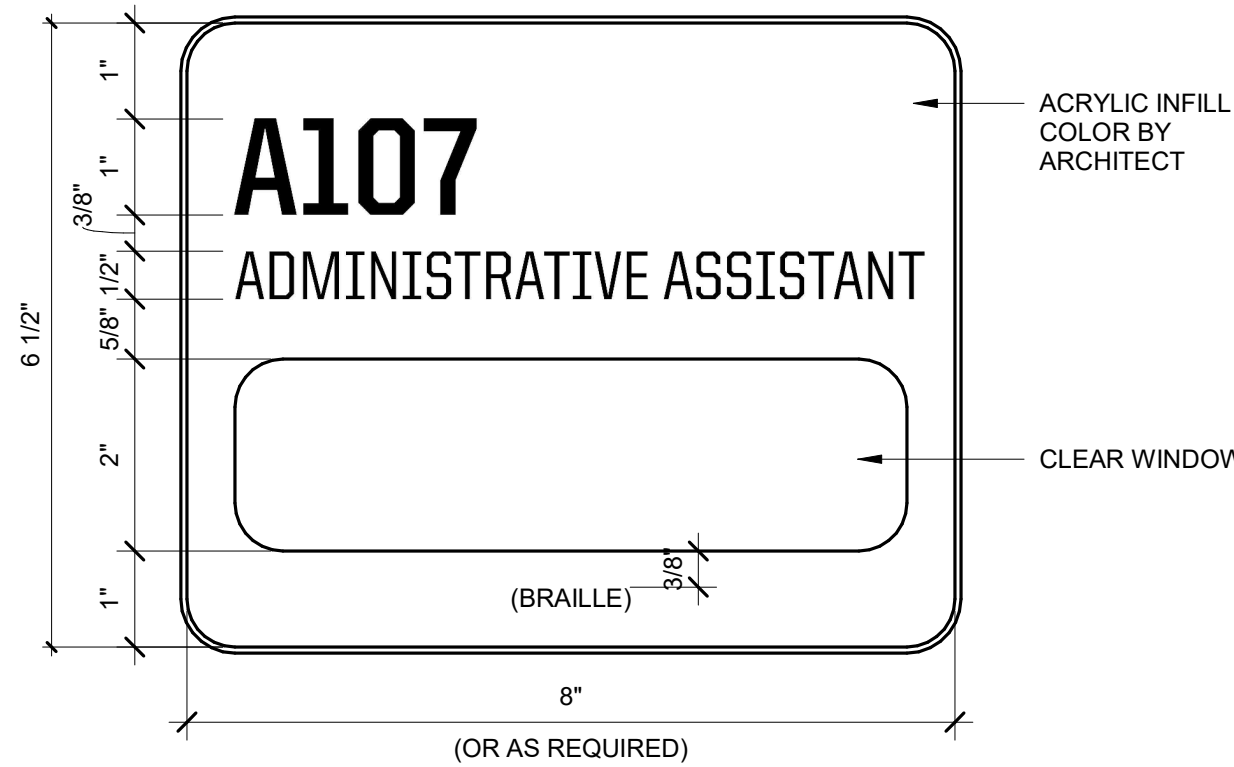 1"
ACRYLIC INFILL
COLOR BY
ARCHITECT
A107
1"
3/8"
ADMINISTRATIVE ASSISTANT
1/2"
5/8"
6 1/2"
2"
CLEAR WINDOW
3/8"
(BRAILLE)
1"
8"
(OR AS REQUIRED)